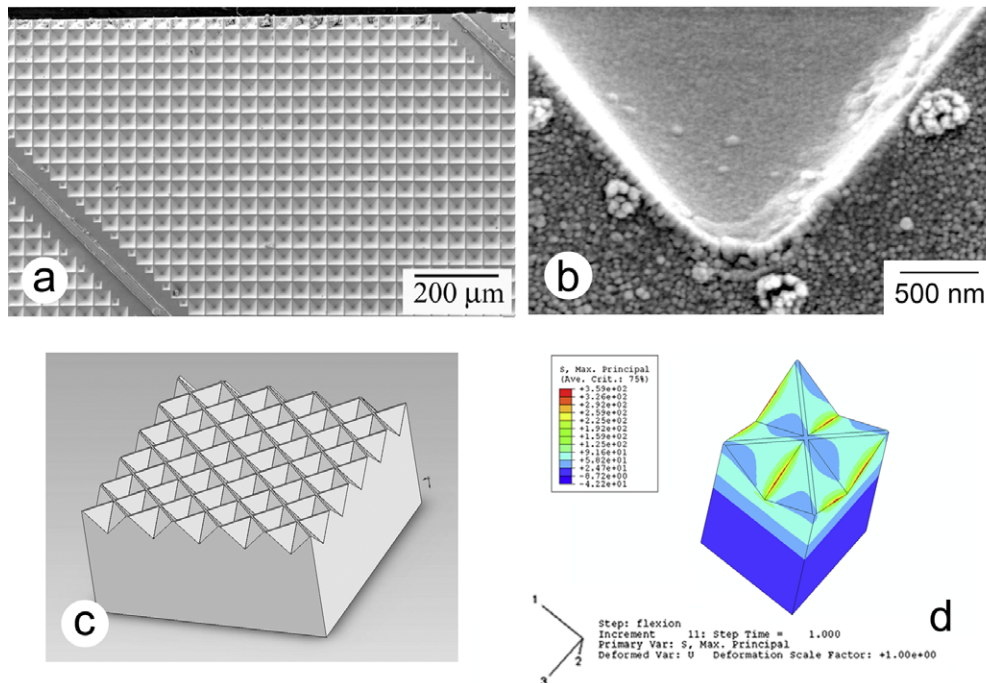 a
200 µm
b
500 nm
c
S, Max. Principal
(Ave. Crit.: 75%)
+3.59e+02
+3.26e+02
+2.92e+02
+2.59e+02
+2.25e+02
+1.92e+02
+1.59e+02
+1.25e+02
+9.16e+01
+5.82e+01
+2.47e+01
-8.72e+00
-4.22e+01
1
2
3
Step: flexion
Increment 11: Step Time = 1.000
Primary Var: S, Max. Principal
Deformed Var: U Deformation Scale Factor: +1.00e+00
d